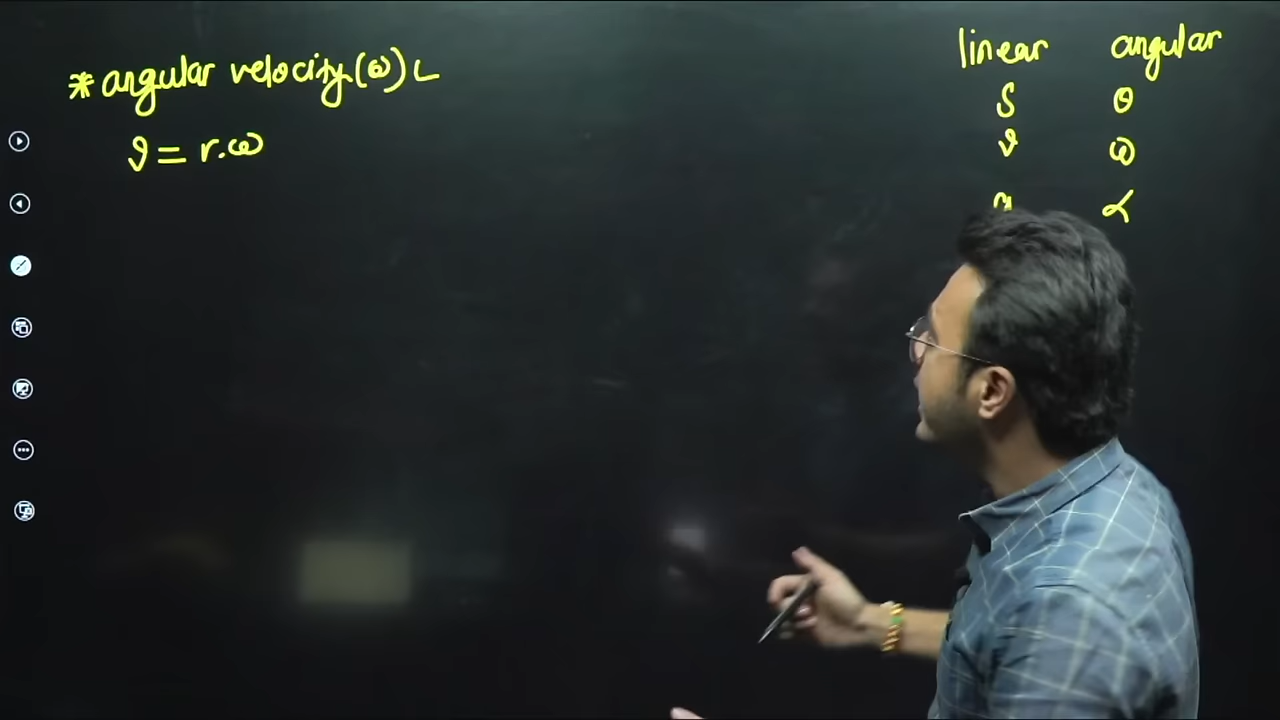 * angular velocity (ω) ∟
v = r.ω
linear angular
S θ
v ω
α